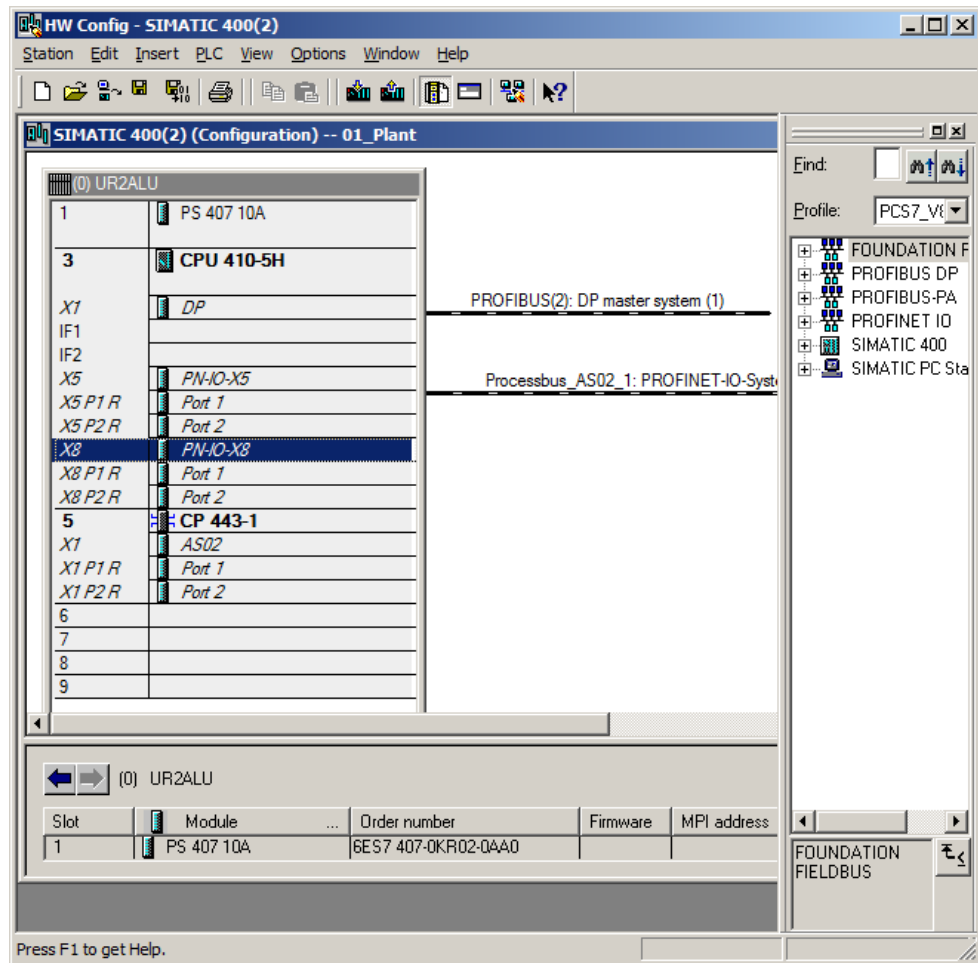 HW Config - SIMATIC 400(2)
Station Edit Insert PLC View Options Window Help
SIMATIC 400(2) (Configuration) -- 01_Plant
(0) UR2ALU
1 PS 407 10A
3 CPU 410-5H
X1 DP
IF1
IF2
X5 PN-IO-X5
X5 P1 R Port 1
X5 P2 R Port 2
X8 PN-IO-X8
X8 P1 R Port 1
X8 P2 R Port 2
5 CP 443-1
X1 AS02
X1 P1 R Port 1
X1 P2 R Port 2
6
7
8
9
PROFIBUS(2): DP master system (1)
Processbus_AS02_1: PROFINET-IO-Syst
Find:
Profile: PCS7_V8
FOUNDATION F
PROFIBUS DP
PROFIBUS-PA
PROFINET IO
SIMATIC 400
SIMATIC PC Sta
(0) UR2ALU
Slot Module ... Order number Firmware MPI address
1 PS 407 10A 6ES7 407-0KR02-0AA0
FOUNDATION
FIELDBUS
Press F1 to get Help.